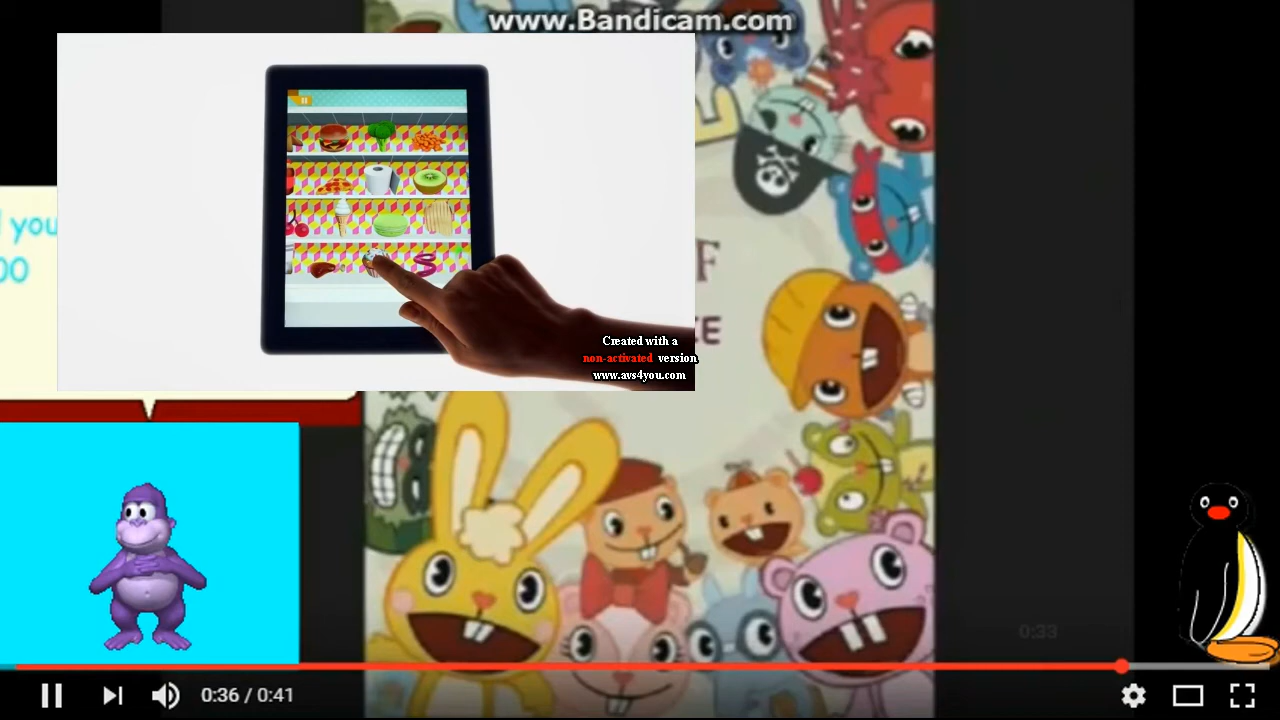 www.Bandicam.com
you
00
F
E
Created with a
non-activated version
www.avs4you.com
0:33
0:36 / 0:41